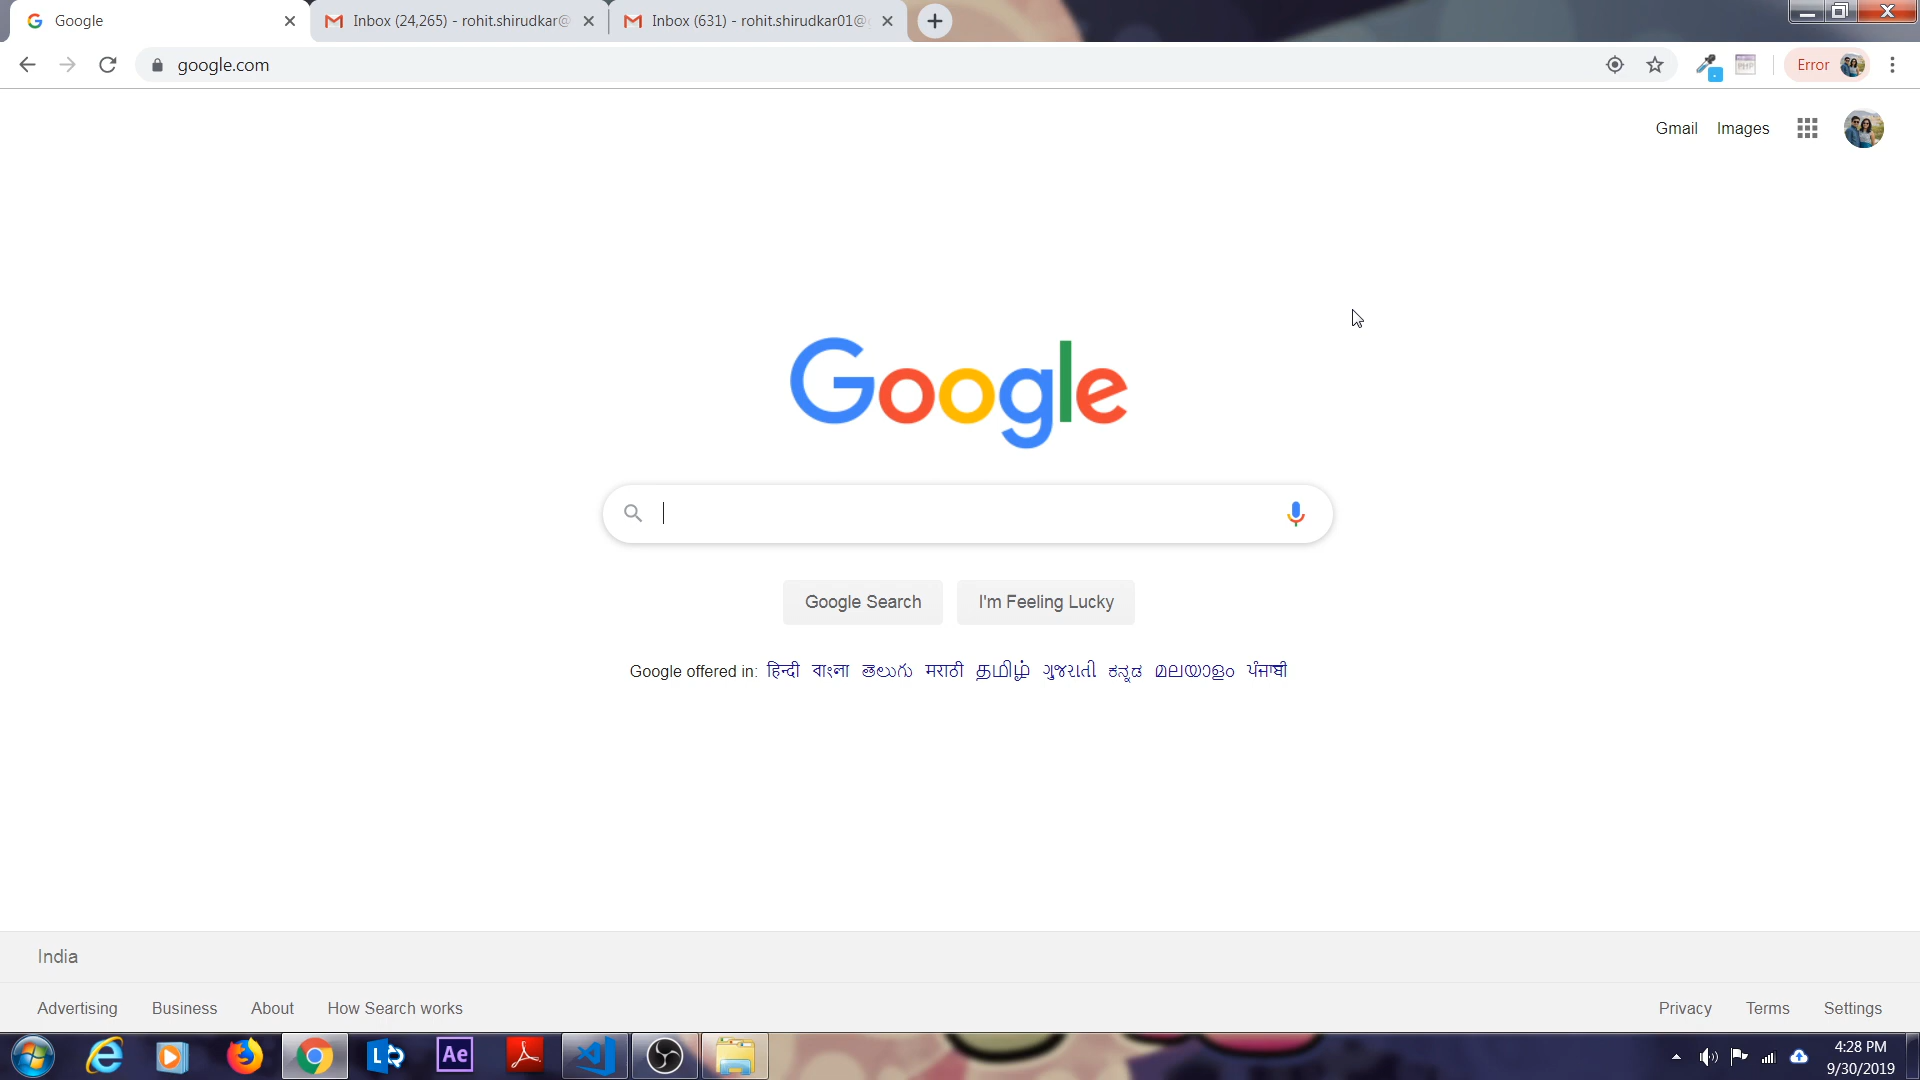 Google
Inbox (24,265) - rohit.shirudkar@
Inbox (631) - rohit.shirudkar01@
google.com
Error
Gmail Images
Google
Google Search
I'm Feeling Lucky
Google offered in: हिन्दी বাংলা తెలుగు मराठी தமிழ் ગુજરાતી ಕನ್ನಡ മലയാളം ਪੰਜਾਬੀ
India
Advertising Business About How Search works
Privacy Terms Settings
Ae
4:28 PM
9/30/2019